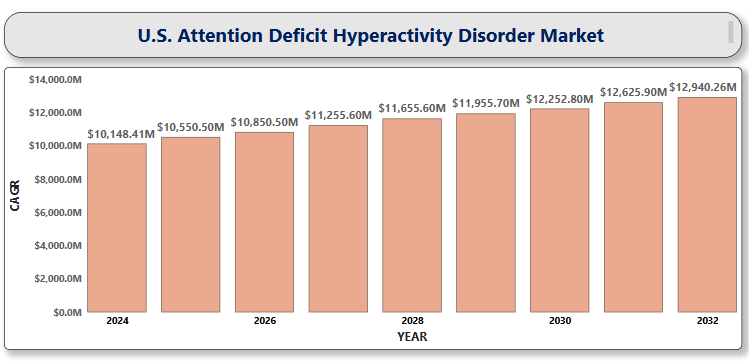 U.S. Attention Deficit Hyperactivity Disorder Market
$14,000.0M
$12,000.0M
$10,000.0M
$8,000.0M
$6,000.0M
$4,000.0M
$2,000.0M
$0.0M
CAGR
$10,148.41M
$10,550.50M
$10,850.50M
$11,255.60M
$11,655.60M
$11,955.70M
$12,252.80M
$12,625.90M
$12,940.26M
2024 2026 2028 2030 2032
YEAR